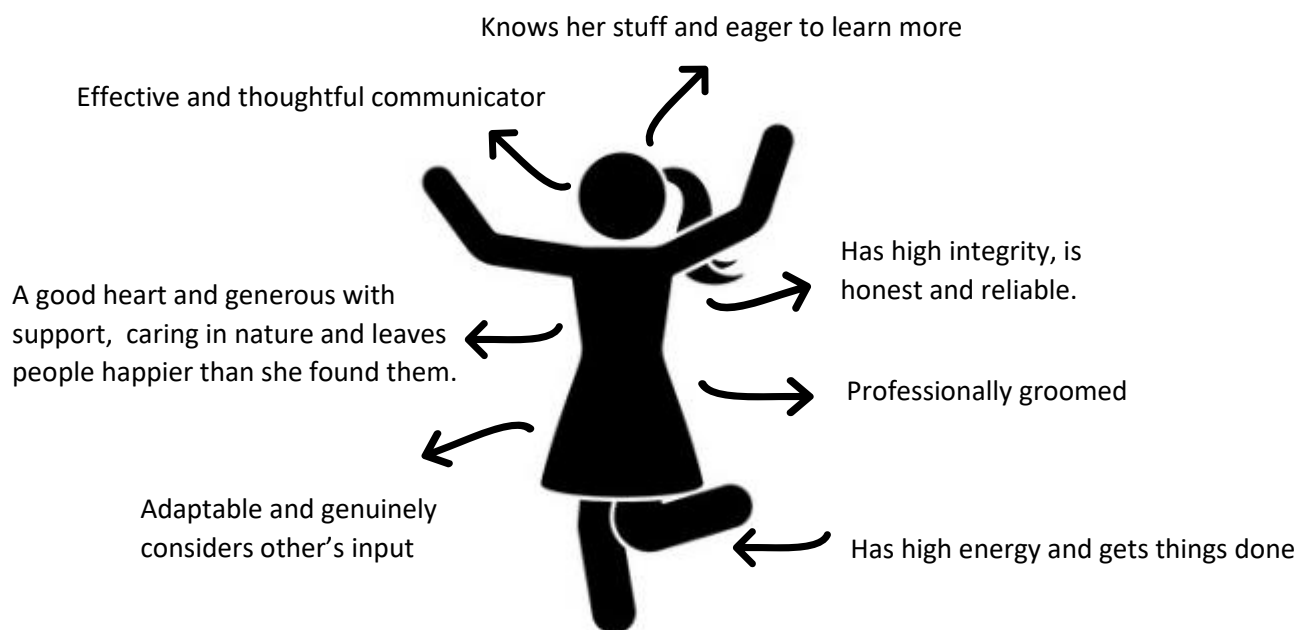 Knows her stuff and eager to learn more
Effective and thoughtful communicator
Has high integrity, is
honest and reliable.
A good heart and generous with
support,  caring in nature and leaves
people happier than she found them.
Professionally groomed
Adaptable and genuinely
considers other’s input
Has high energy and gets things done